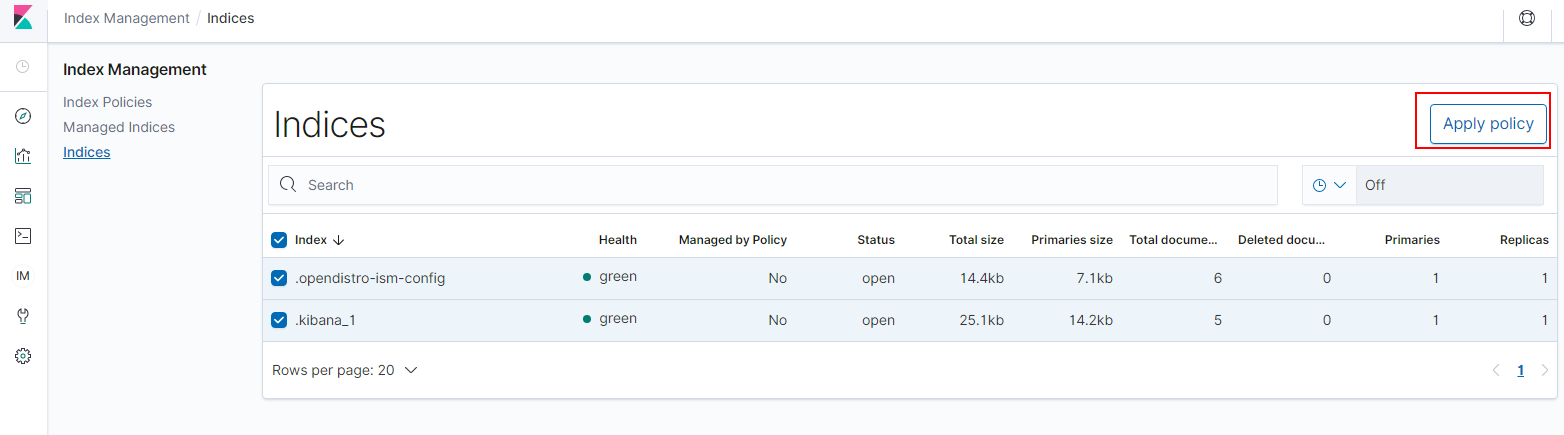 Index Management / Indices
Index Management
Index Policies
Managed Indices
Indices
Indices
Apply policy
Search
Off
Index Health Managed by Policy Status Total size Primaries size Total docume... Deleted docu... Primaries Replicas
.opendistro-ism-config green No open 14.4kb 7.1kb 6 0 1 1
.kibana_1 green No open 25.1kb 14.2kb 5 0 1 1
IM
Rows per page: 20
1